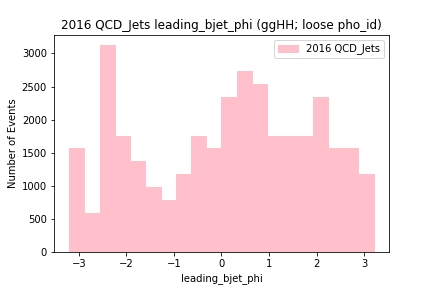 2016 QCD_Jets leading_bjet_phi (ggHH; loose pho_id)
2016 QCD_Jets
Number of Events
3000
2500
2000
1500
1000
500
0
−3 −2 −1 0 1 2 3
leading_bjet_phi